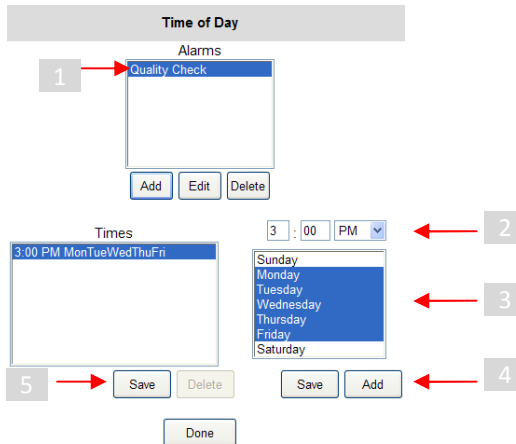 Time of Day
Alarms
1
Quality Check
Add Edit Delete
3 : 00 PM
2
Times
3:00 PM MonTueWedThuFri
Sunday
Monday
Tuesday
Wednesday
Thursday
Friday
Saturday
3
5
Save Delete
Save Add
4
Done